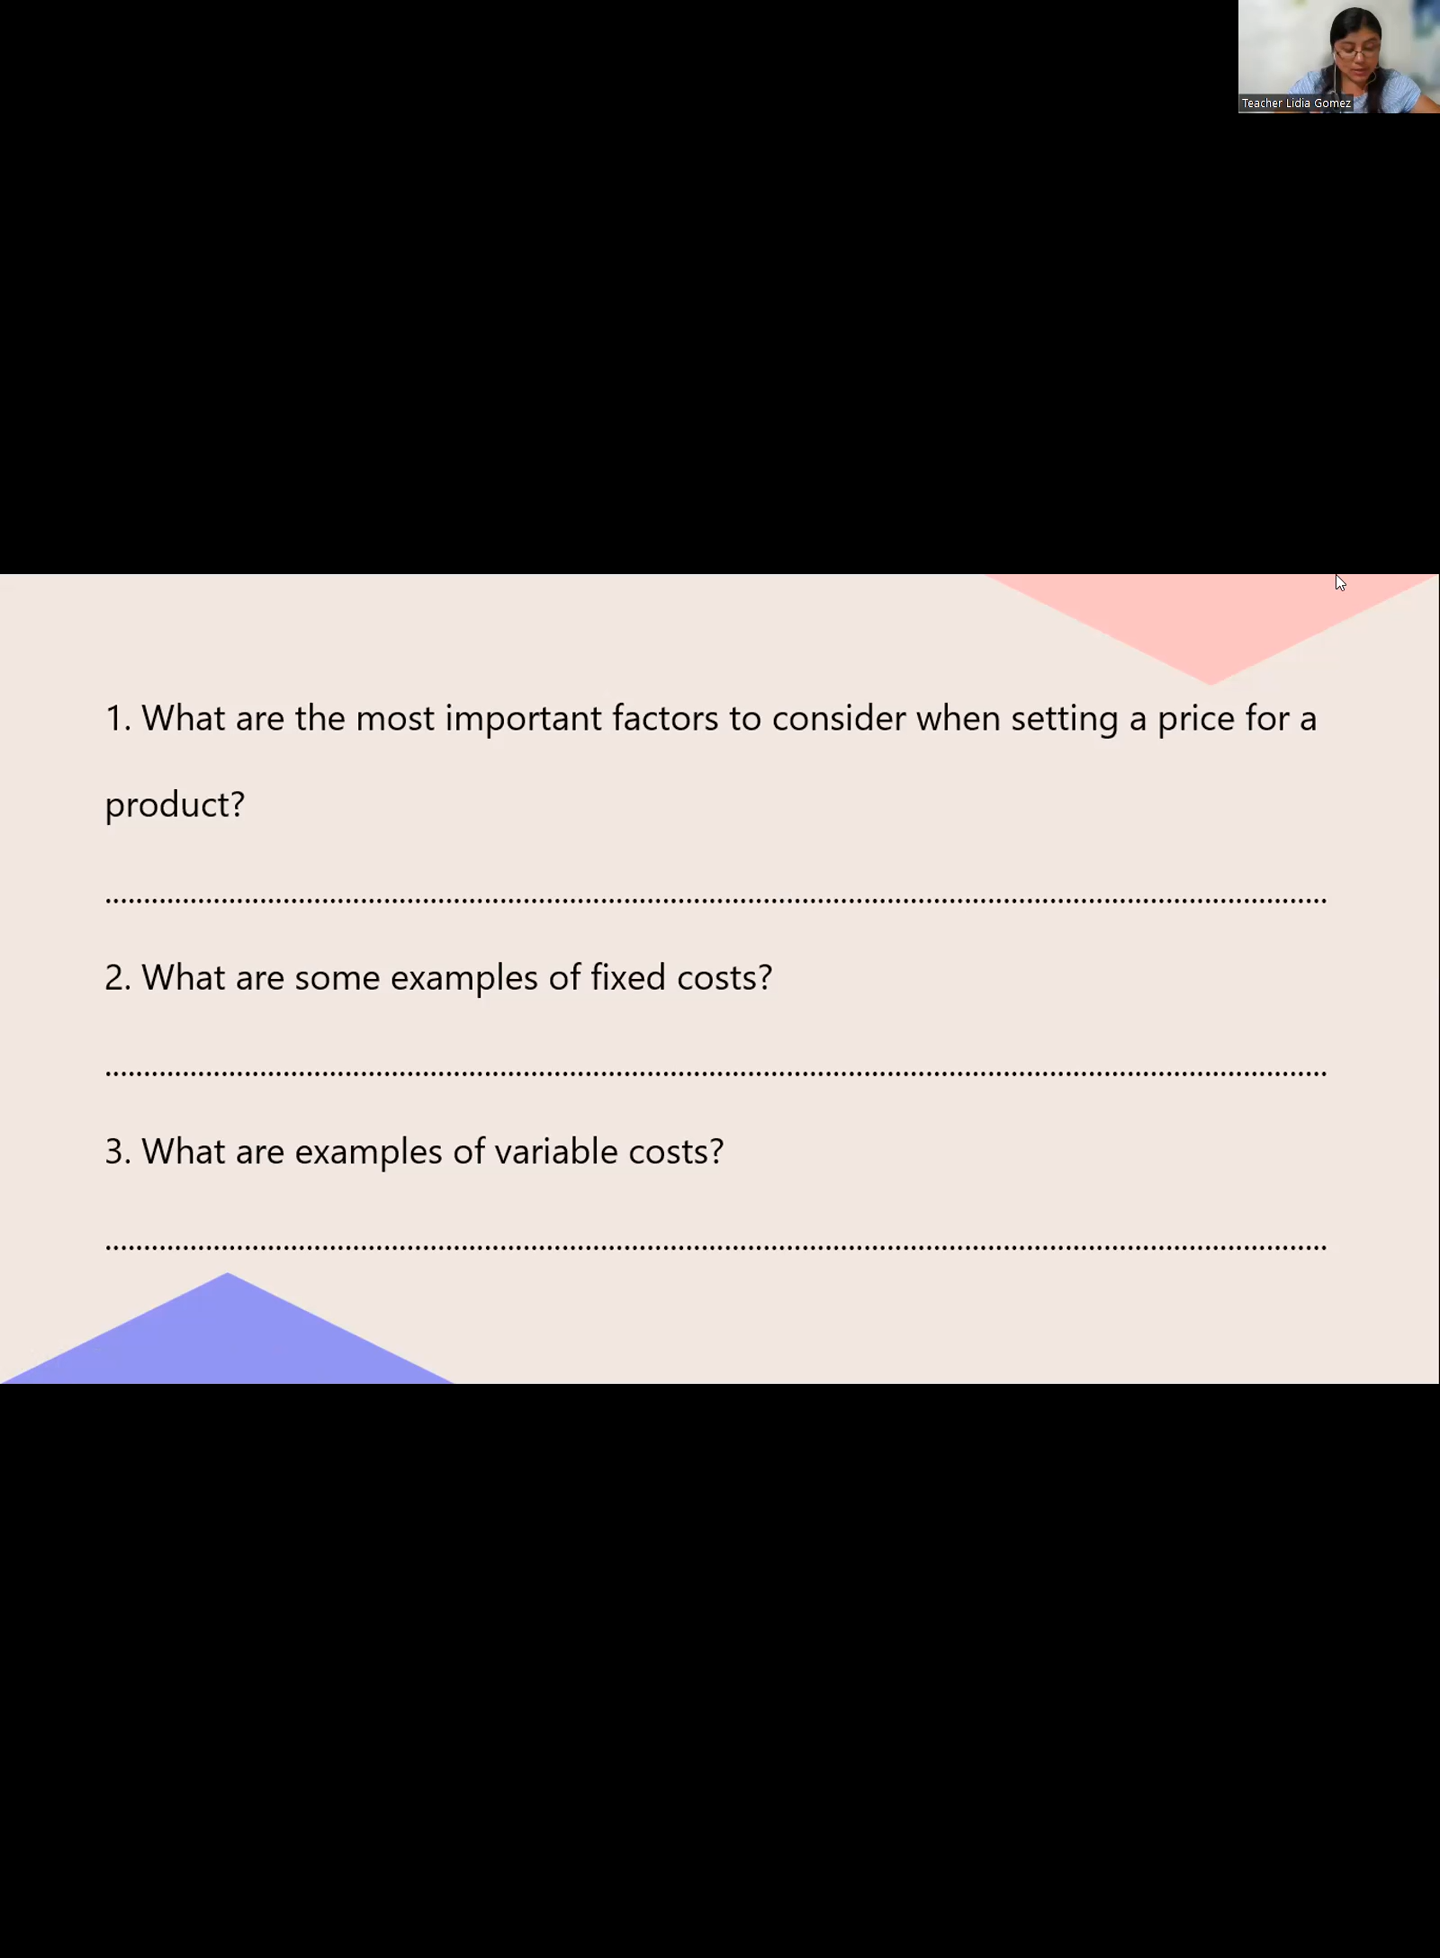 Teacher Lidia Gomez
1. What are the most important factors to consider when setting a price for a
product?
....................................................................................................................................................
2. What are some examples of fixed costs?
....................................................................................................................................................
3. What are examples of variable costs?
....................................................................................................................................................